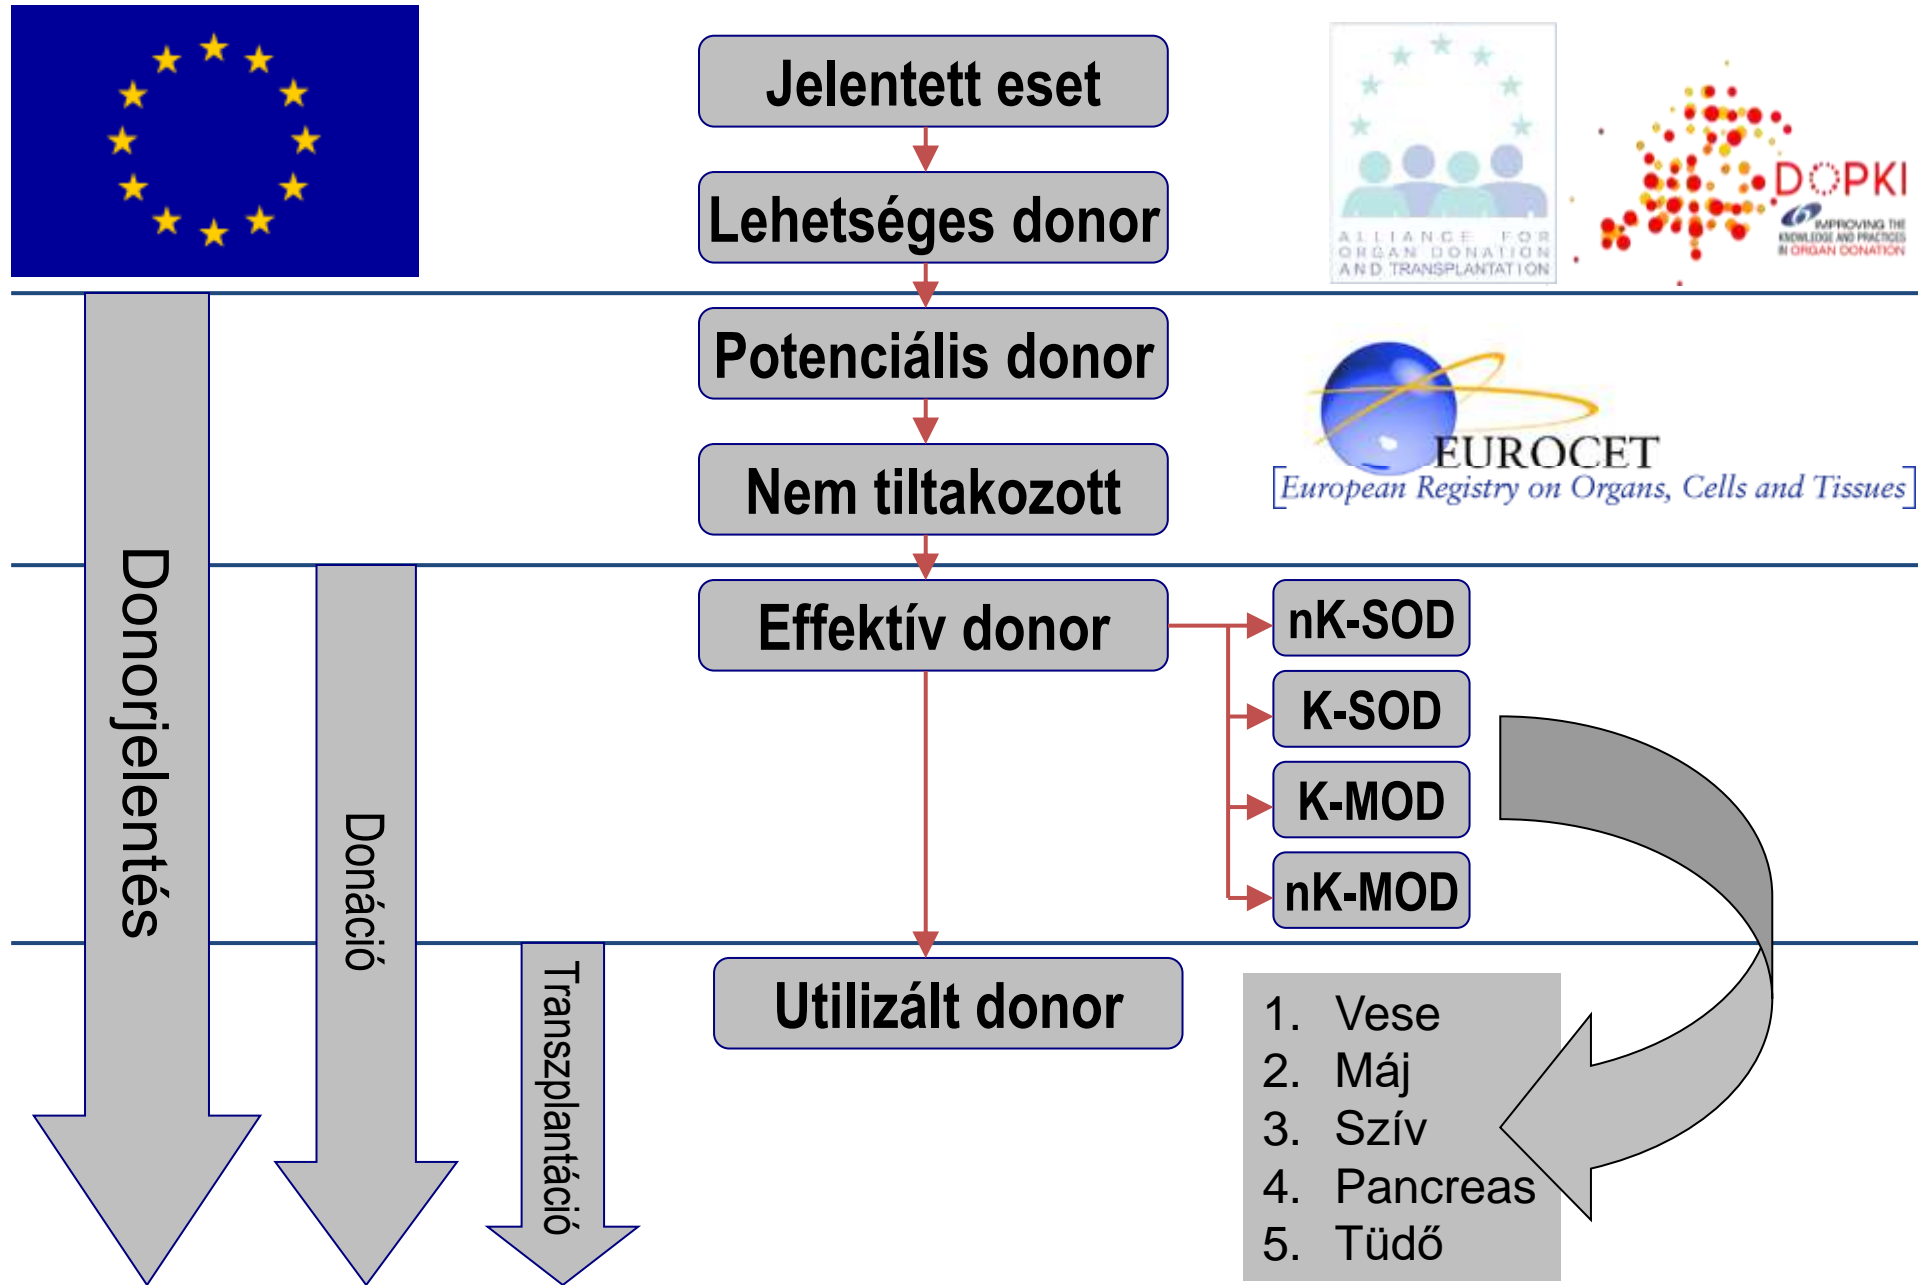 Jelentett eset
Lehetséges donor
ALLIANCE FOR
ORGAN DONATION
AND TRANSPLANTATION
DOPKI
6
IMPROVING THE
KNOWLEDGE AND PRACTICES
IN ORGAN DONATION
Potenciális donor
Nem tiltakozott
EUROCET
[European Registry on Organs, Cells and Tissues]
Donorjelentés
Donáció
Transzplantáció
Effektív donor
nK-SOD
K-SOD
K-MOD
nK-MOD
Utilizált donor
1. Vese
2. Máj
3. Szív
4. Pancreas
5. Tüdő